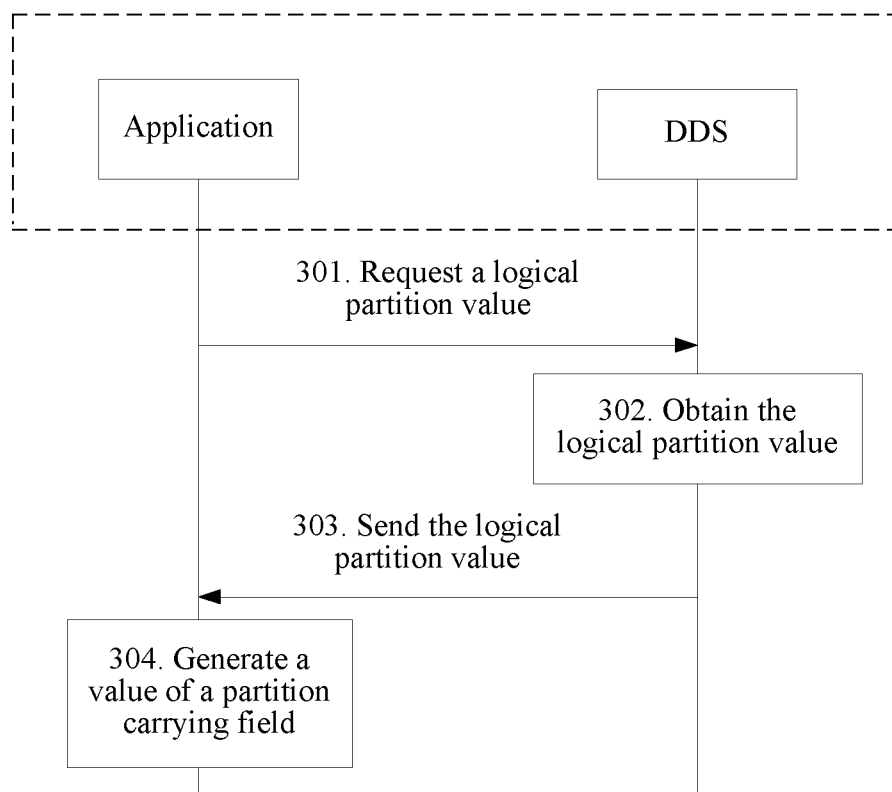 Application
DDS
301. Request a logical
partition value
302. Obtain the
logical partition value
303. Send the logical
partition value
304. Generate a
value of a partition
carrying field